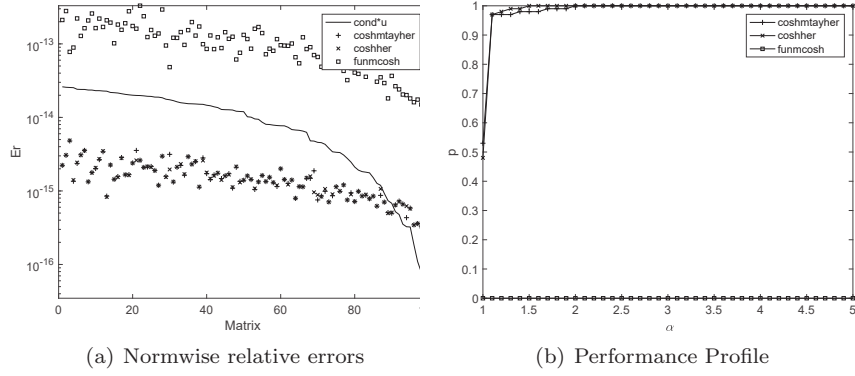 10-13
10-14
10-15
10-16
Er
0
20
40
60
80
Matrix
cond*u
coshmtayher
coshher
funmcosh
(a) Normwise relative errors
1
0.9
0.8
0.7
0.6
0.5
0.4
0.3
0.2
0.1
0
p
1
1.5
2
2.5
3
3.5
4
4.5
5
α
coshmtayher
coshher
funmcosh
(b) Performance Profile